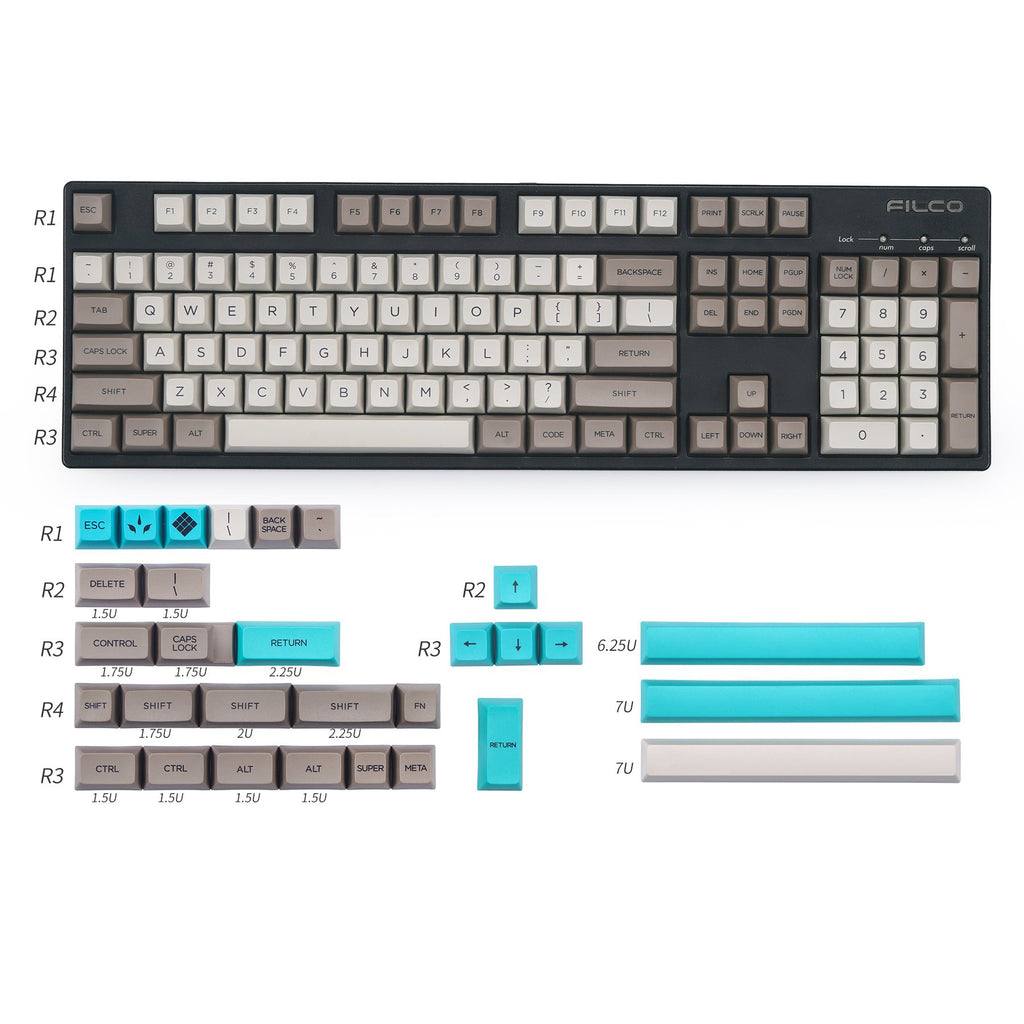 R1 ESC F1 F2 F3 F4 F5 F6 F7 F8 F9 F10 F11 F12 PRINT SCRLK PAUSE FILCO
Lock num caps scroll
R1 ~ ` ! 1 @ 2 # 3 $ 4 % 5 ^ 6 & 7 * 8 ( 9 ) 0 _ - + = BACKSPACE INS HOME PGUP NUM LOCK / × −
R2 TAB Q W E R T Y U I O P { [ } ] | \ DEL END PGDN 7 8 9 +
R3 CAPS LOCK A S D F G H J K L : ; " ' RETURN 4 5 6
R4 SHIFT Z X C V B N M < , > . ? / SHIFT UP 1 2 3 RETURN
R3 CTRL SUPER ALT ALT CODE META CTRL LEFT DOWN RIGHT 0 .
R1 ESC | \ BACK SPACE ~ `
R2 DELETE | \
1.5U 1.5U
R2 ↑
R3 CONTROL CAPS LOCK RETURN
1.75U 1.75U 2.25U
R3 ← ↓ →
6.25U
R4 SHIFT SHIFT SHIFT SHIFT FN
1.75U 2U 2.25U
RETURN
7U
7U
R3 CTRL CTRL ALT ALT SUPER META
1.5U 1.5U 1.5U 1.5U